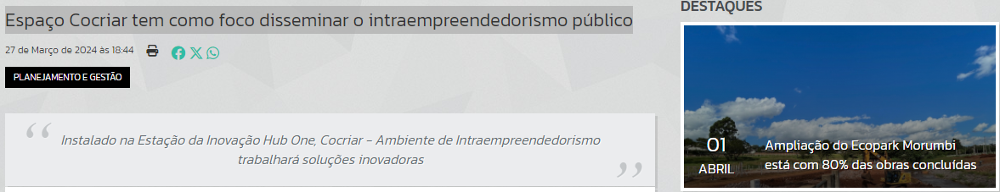 Espaço Cocriar tem como foco disseminar o intraempreendedorismo público
27 de Março de 2024 às 18:44
PLANEJAMENTO E GESTÃO
“ Instalado na Estação da Inovação Hub One, Cocriar - Ambiente de Intraempreendedorismo
trabalhará soluções inovadoras ”
DESTAQUES
01
ABRIL
Ampliação do Ecopark Morumbi
está com 80% das obras concluídas